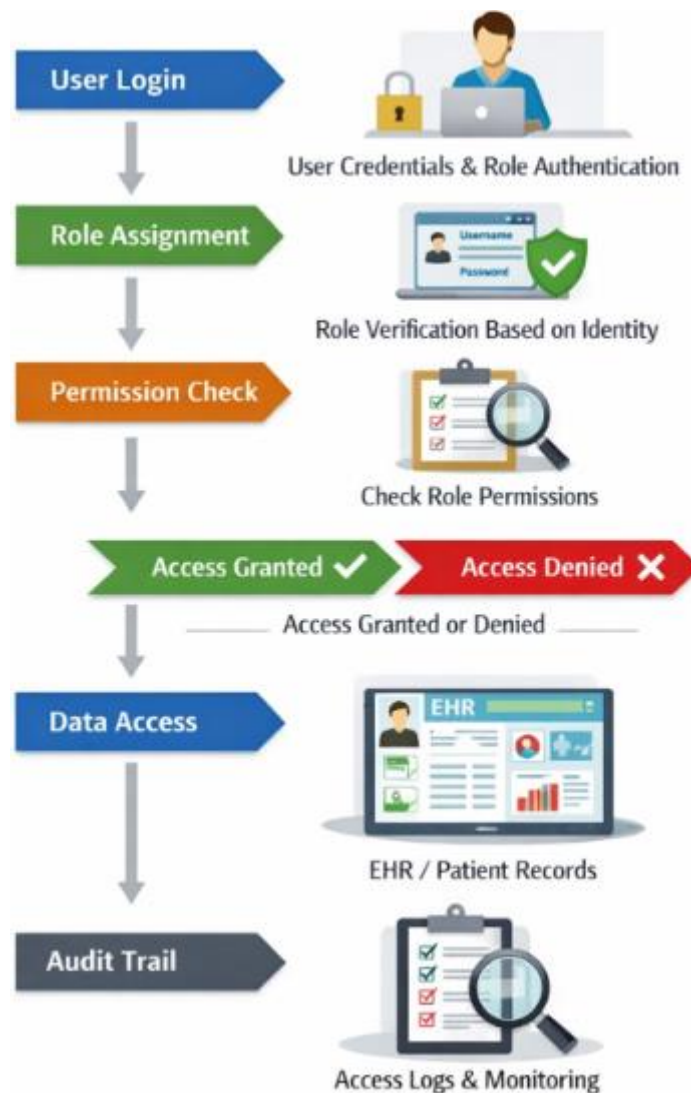 User Login
User Credentials & Role Authentication
Role Assignment
Username
Password
Role Verification Based on Identity
Permission Check
Check Role Permissions
Access Granted
Access Denied
Access Granted or Denied
Data Access
EHR
EHR / Patient Records
Audit Trail
Access Logs & Monitoring